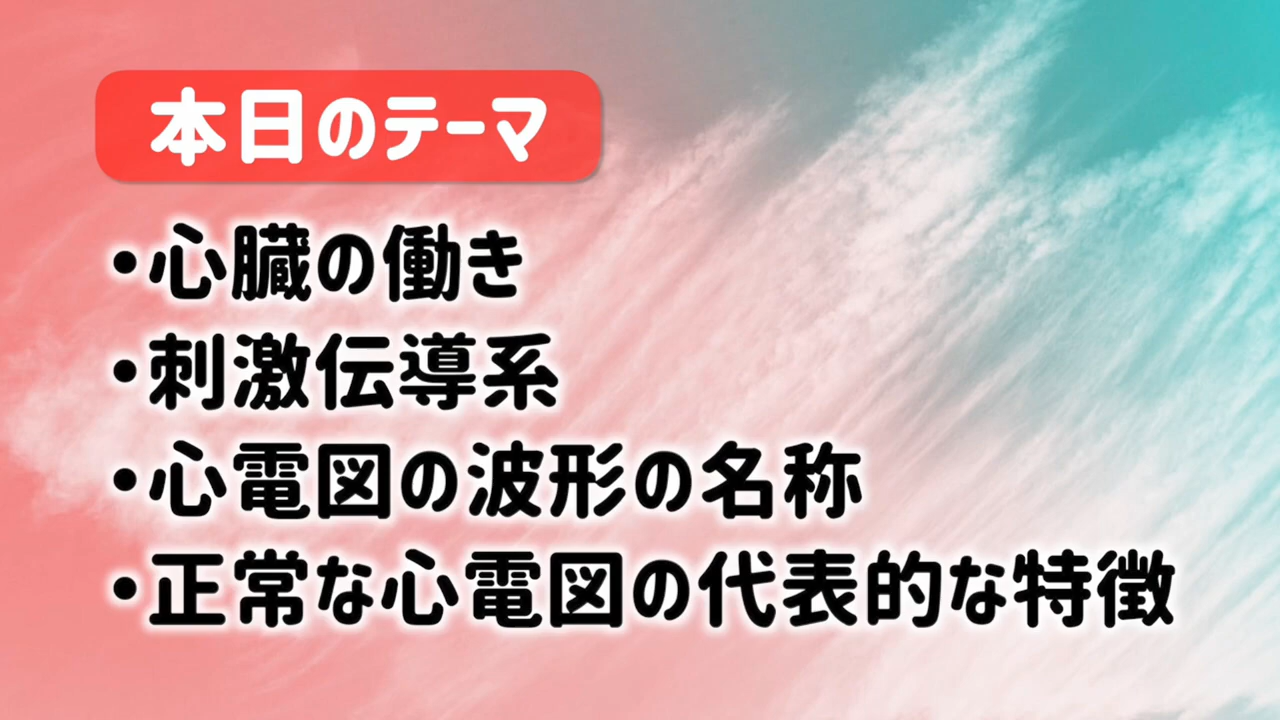 本日のテーマ
・心臓の働き
・刺激伝導系
・心電図の波形の名称
・正常な心電図の代表的な特徴